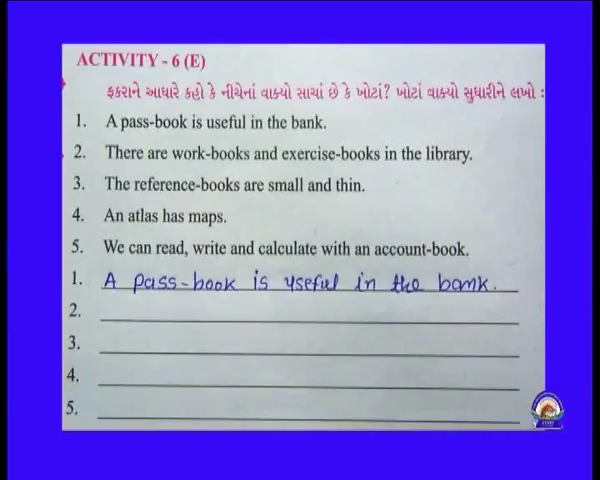 ACTIVITY - 6 (E)
ફકરાને આધારે કહો કે નીચેનાં વાક્યો સાચાં છે કે ખોટાં? ખોટાં વાક્યો સુધારીને લખો :
1. A pass-book is useful in the bank.
2. There are work-books and exercise-books in the library.
3. The reference-books are small and thin.
4. An atlas has maps.
5. We can read, write and calculate with an account-book.
1. A pass-book is useful in the bank.
2.
3.
4.
5.